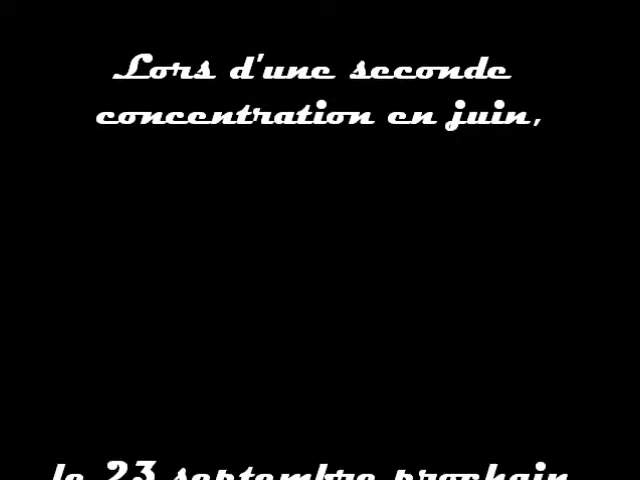 Lors d'une seconde
concentration en juin,
le 23 septembre prochain